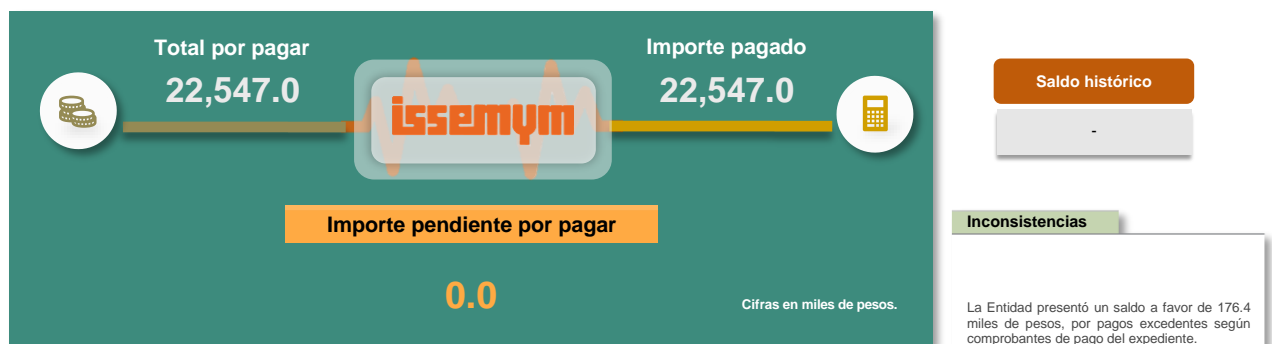 Total por pagar
22,547.0
issemym
Importe pagado
22,547.0
Importe pendiente por pagar
0.0
Cifras en miles de pesos.
Saldo histórico
-
Inconsistencias
La Entidad presentó un saldo a favor de 176.4
miles de pesos, por pagos excedentes según
comprobantes de pago del expediente.